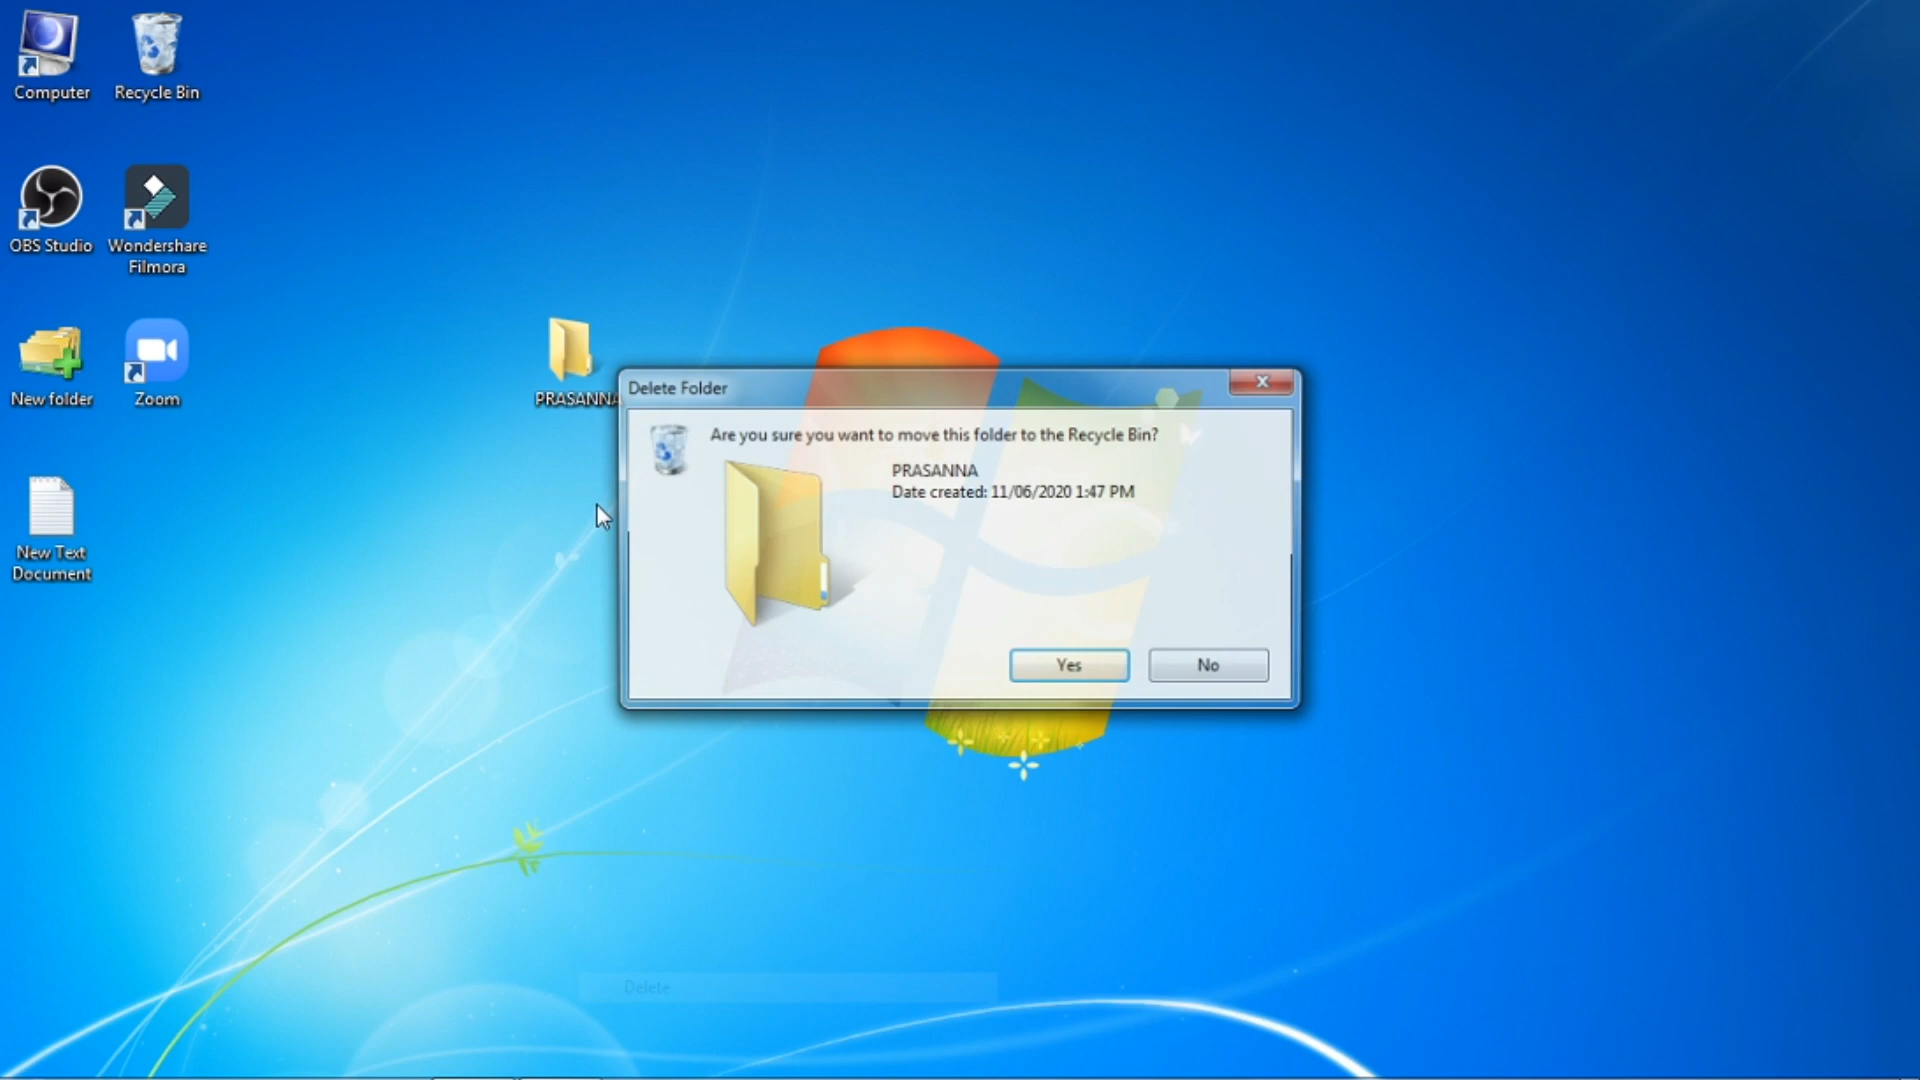 Computer
Recycle Bin
OBS Studio
Wondershare
Filmora
New folder
Zoom
PRASANNA
New Text
Document
Delete Folder
Are you sure you want to move this folder to the Recycle Bin?
PRASANNA
Date created: 11/06/2020 1:47 PM
Yes
No
Delete